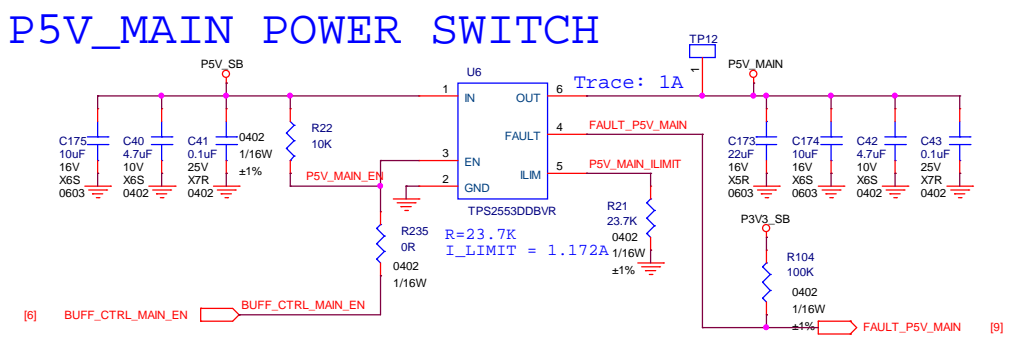 P5V_MAIN POWER SWITCH
TP12
1
P5V_SB
U6
P5V_MAIN
Trace: 1A
1
IN
OUT
6
C175
10uF
16V
X6S
0603
C40
4.7uF
10V
X6S
0402
C41
0.1uF
25V
X7R
0402
0402
1/16W
±1%
R22
10K
FAULT
4
FAULT_P5V_MAIN
3
EN
ILIM
5
P5V_MAIN_ILIMIT
P5V_MAIN_EN
2
GND
TPS2553DDBVR
C173
22uF
16V
X5R
0603
C174
10uF
16V
X6S
0603
C42
4.7uF
10V
X6S
0402
C43
0.1uF
25V
X7R
0402
R235
0R
0402
1/16W
R=23.7K
I_LIMIT = 1.172A
R21
23.7K
0402
1/16W
±1%
P3V3_SB
R104
100K
0402
1/16W
±1%
[6]
BUFF_CTRL_MAIN_EN
BUFF_CTRL_MAIN_EN
FAULT_P5V_MAIN
[9]